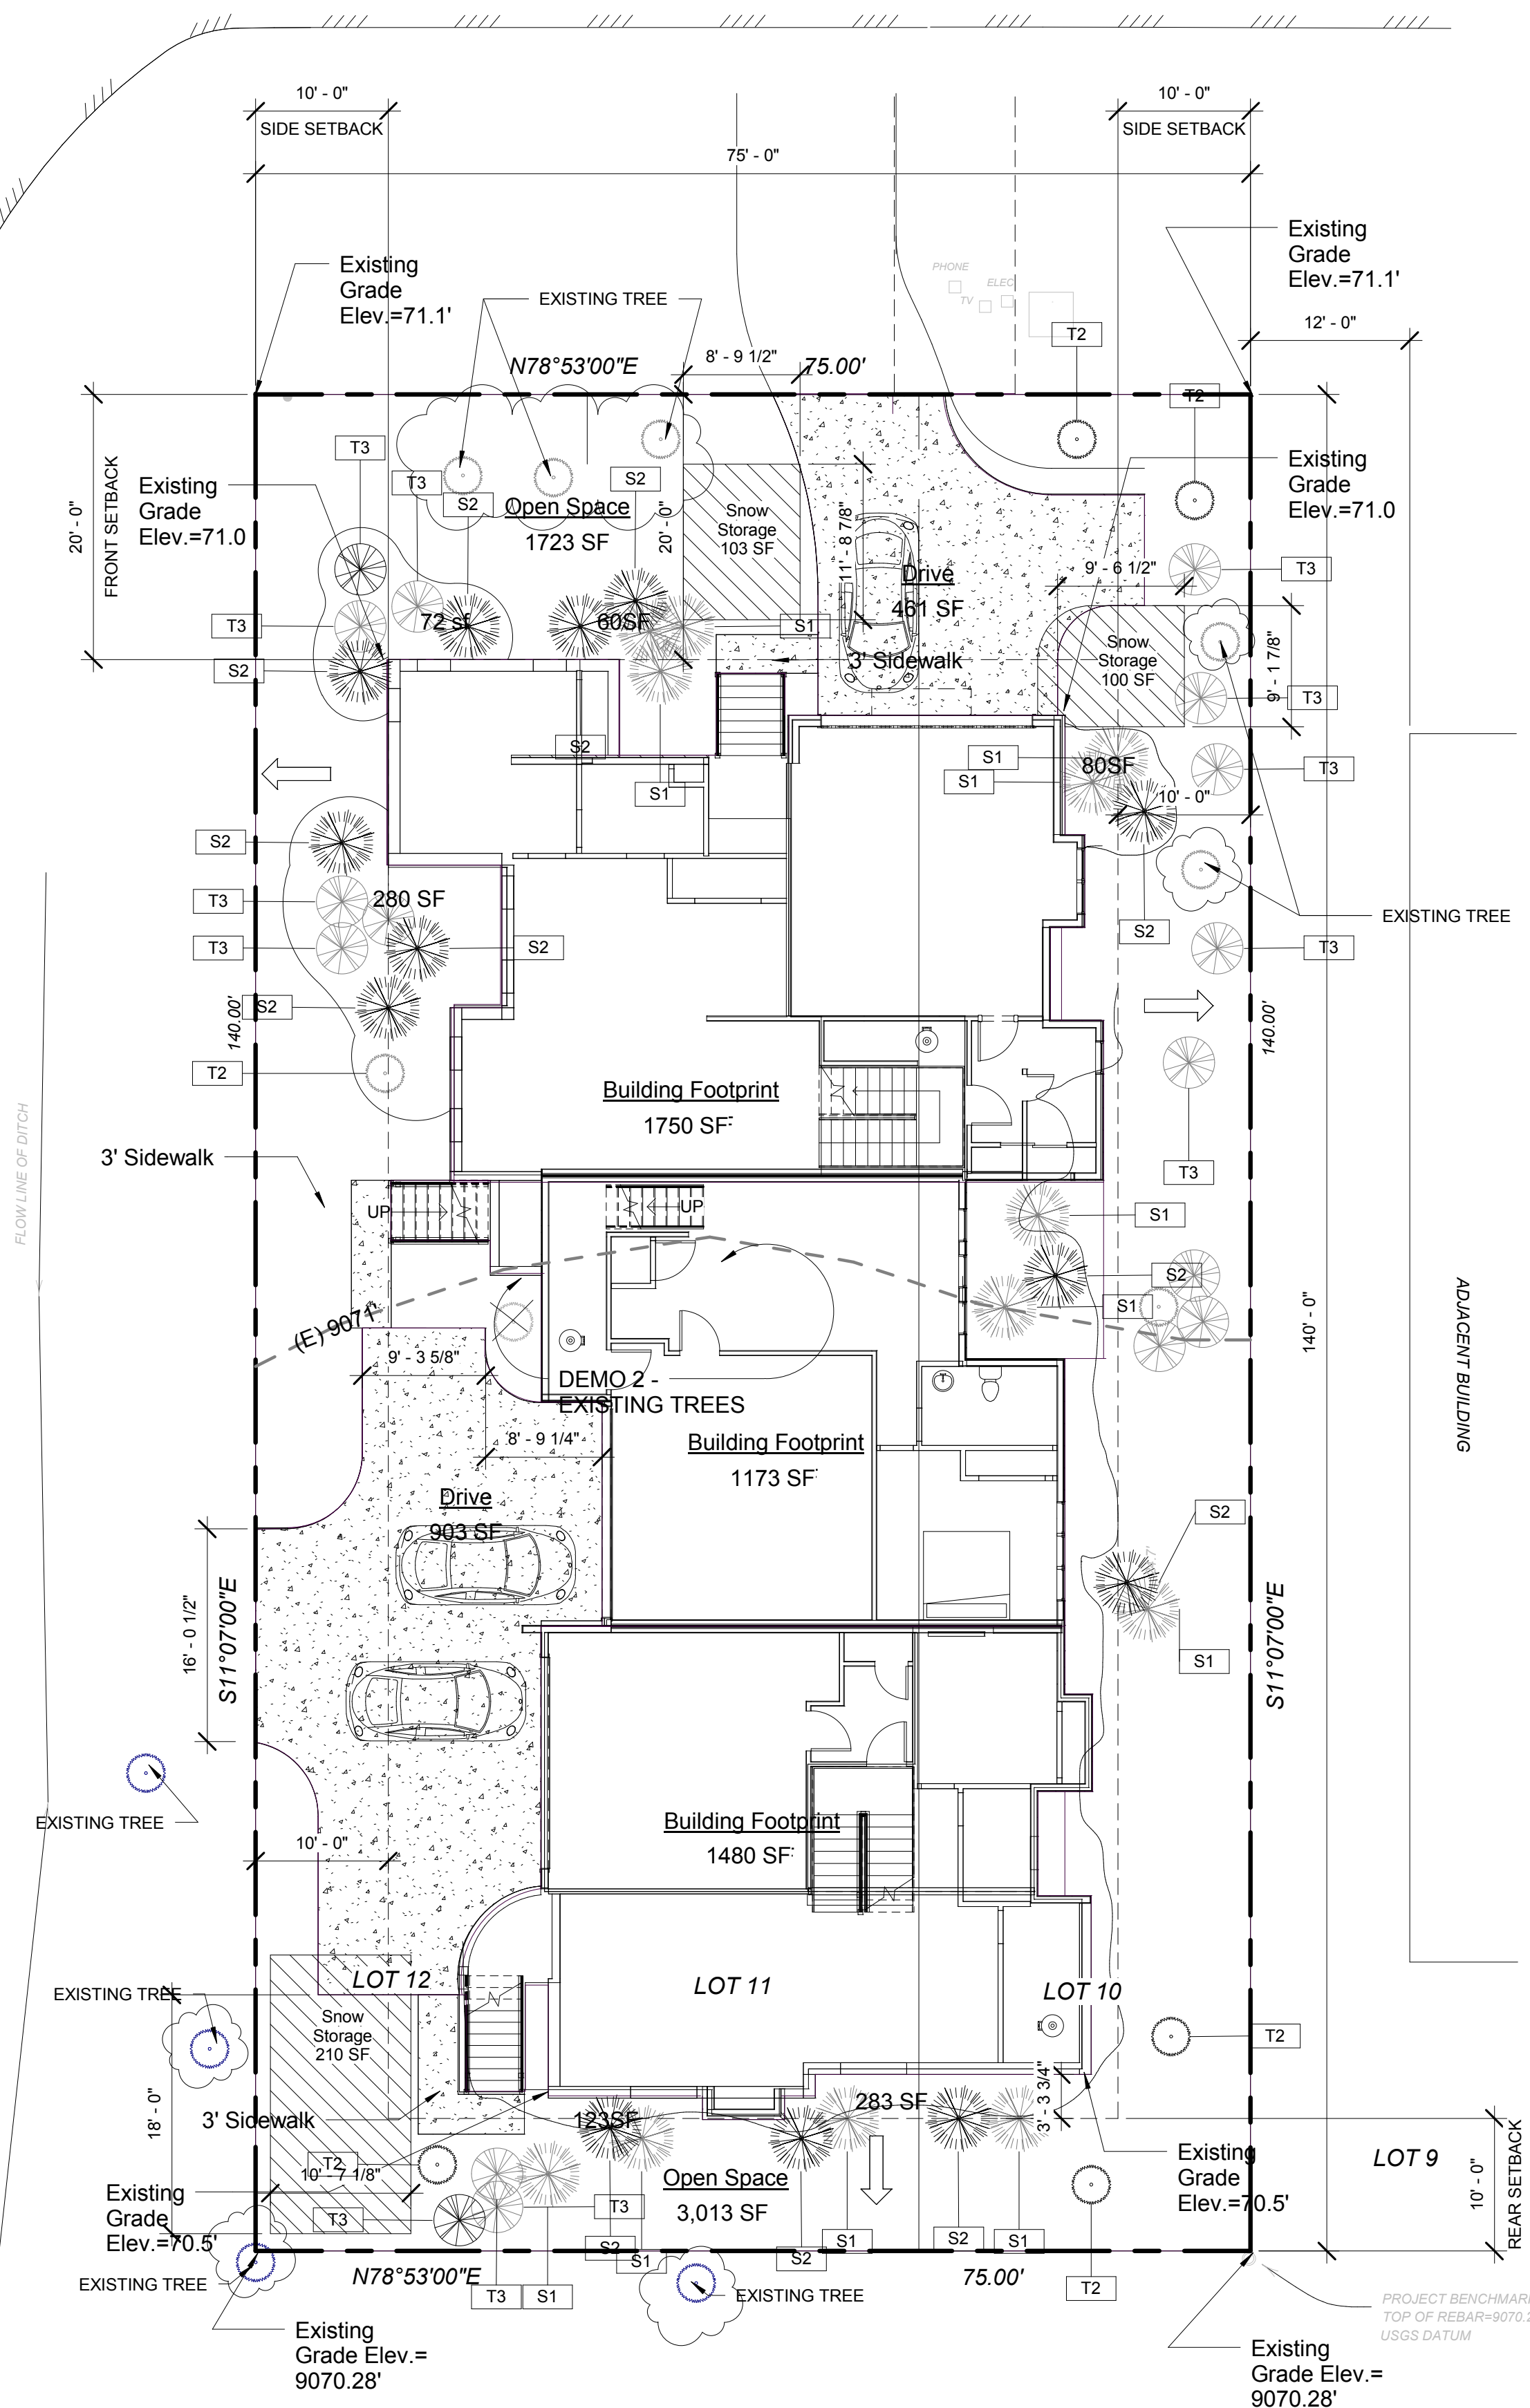 10' - 0"
SIDE SETBACK
10' - 0"
SIDE SETBACK
75' - 0"
Existing
Grade
Elev.=71.1'
EXISTING TREE
PHONE
ELEC
TV
T2
Existing
Grade
Elev.=71.1'
12' - 0"
N78°53'00"E
8' - 9 1/2"
75.00'
T2
20' - 0"
FRONT SETBACK
T3
Existing
Grade
Elev.=71.0
T3
S2
S2
Open Space
1723 SF
20' - 0"
Snow
Storage
103 SF
11' - 8 7/8"
Drive
461 SF
9' - 6 1/2"
Existing
Grade
Elev.=71.0
T3
T3
72 sf
60SF
S1
3' Sidewalk
Snow
Storage
100 SF
9' - 1 7/8"
S2
T3
S2
S1
S1
S1
80SF
T3
10' - 0"
S2
T3
280 SF
T3
S2
S2
EXISTING TREE
T3
S2
140.00'
140.00'
T2
Building Footprint
1750 SF
FLOW LINE OF DITCH
3' Sidewalk
T3
UP
UP
S1
S2
S1
(E) 9071'
9' - 3 5/8"
DEMO 2 -
EXISTING TREES
140' - 0"
ADJACENT BUILDING
8' - 9 1/4"
Building Footprint
1173 SF
T
Drive
903 SF
S2
16' - 0 1/2"
S11°07'00"E
S11°07'00"E
S1
EXISTING TREE
10' - 0"
Building Footprint
1480 SF
EXISTING TREE
LOT 12
LOT 11
LOT 10
Snow
Storage
210 SF
T2
18' - 0"
3' Sidewalk
123SF
283 SF
3' - 3 3/4"
T2
10' - 7 1/8"
Existing
Grade
Elev.=70.5'
T3
T3
Open Space
3,013 SF
Existing
Grade
Elev.=70.5'
LOT 9
10' - 0"
REAR SETBACK
S2
S1
S2
S1
S2
S1
EXISTING TREE
N78°53'00"E
T3
S1
EXISTING TREE
75.00'
T2
PROJECT BENCHMAR
TOP OF REBAR=9070.2
USGS DATUM
Existing
Grade Elev.=
9070.28'
Existing
Grade Elev.=
9070.28'